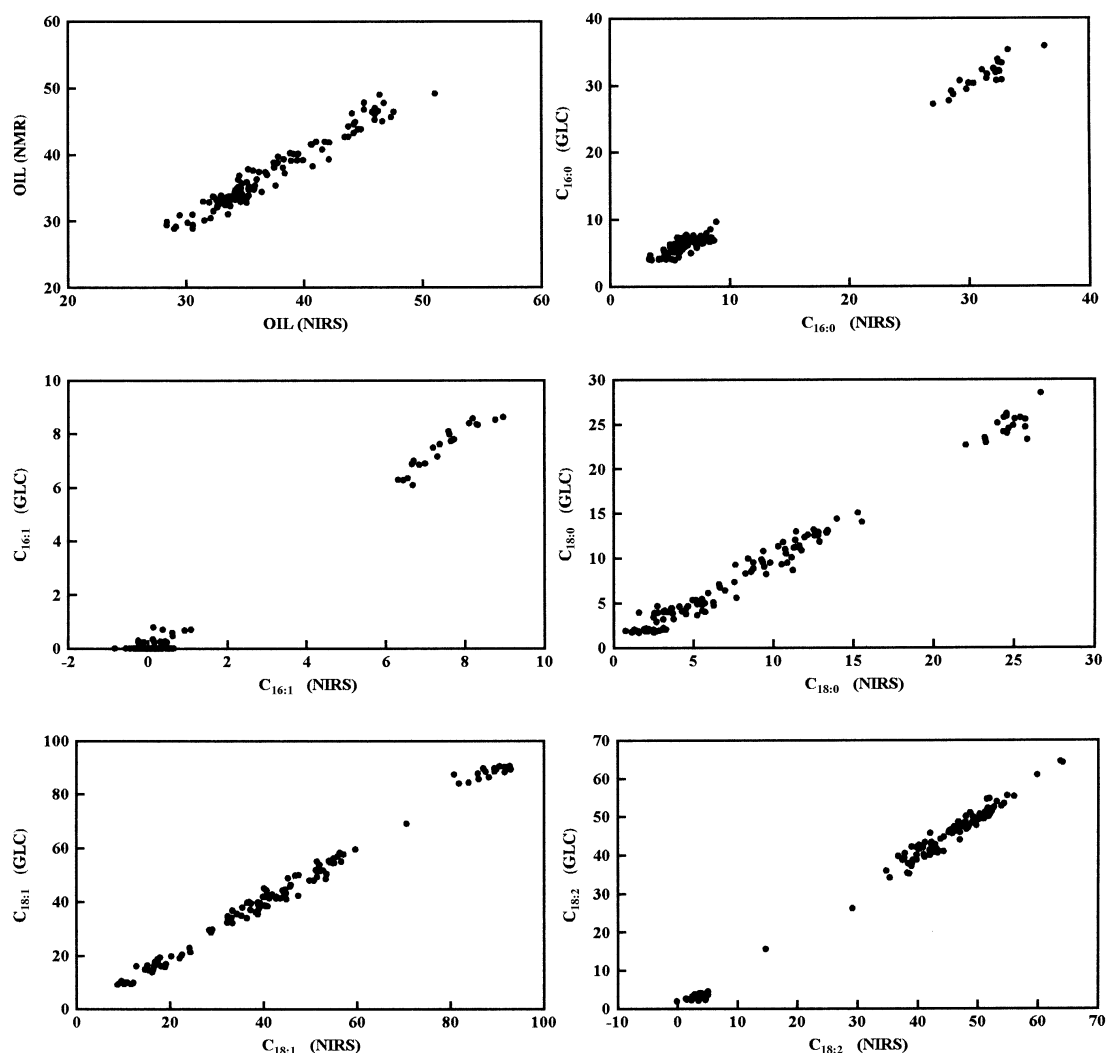 60
50
40
30
20
OIL (NMR)
20 30 40 50 60
OIL (NIRS)
40
30
20
10
0
C16:0 (GLC)
0 10 20 30 40
C16:0 (NIRS)
10
8
6
4
2
0
C16:1 (GLC)
-2 0 2 4 6 8 10
C16:1 (NIRS)
30
25
20
15
10
5
0
C18:0 (GLC)
0 5 10 15 20 25 30
C18:0 (NIRS)
100
80
60
40
20
0
C18:1 (GLC)
0 20 40 60 80 100
C18:1 (NIRS)
70
60
50
40
30
20
10
0
C18:2 (GLC)
-10 0 10 20 30 40 50 60 70
C18:2 (NIRS)